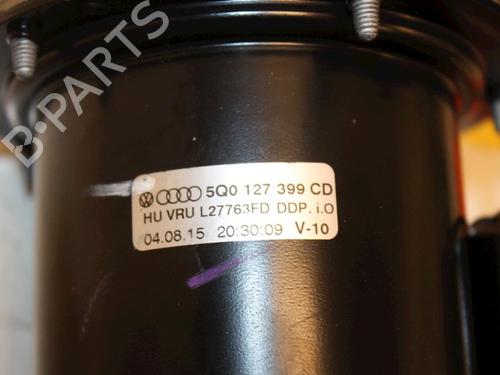 B-PARTS
5Q0 127 399 CD
HU VRU L27763FD DDP. i.O
04.08.15 20:30:09 V-10